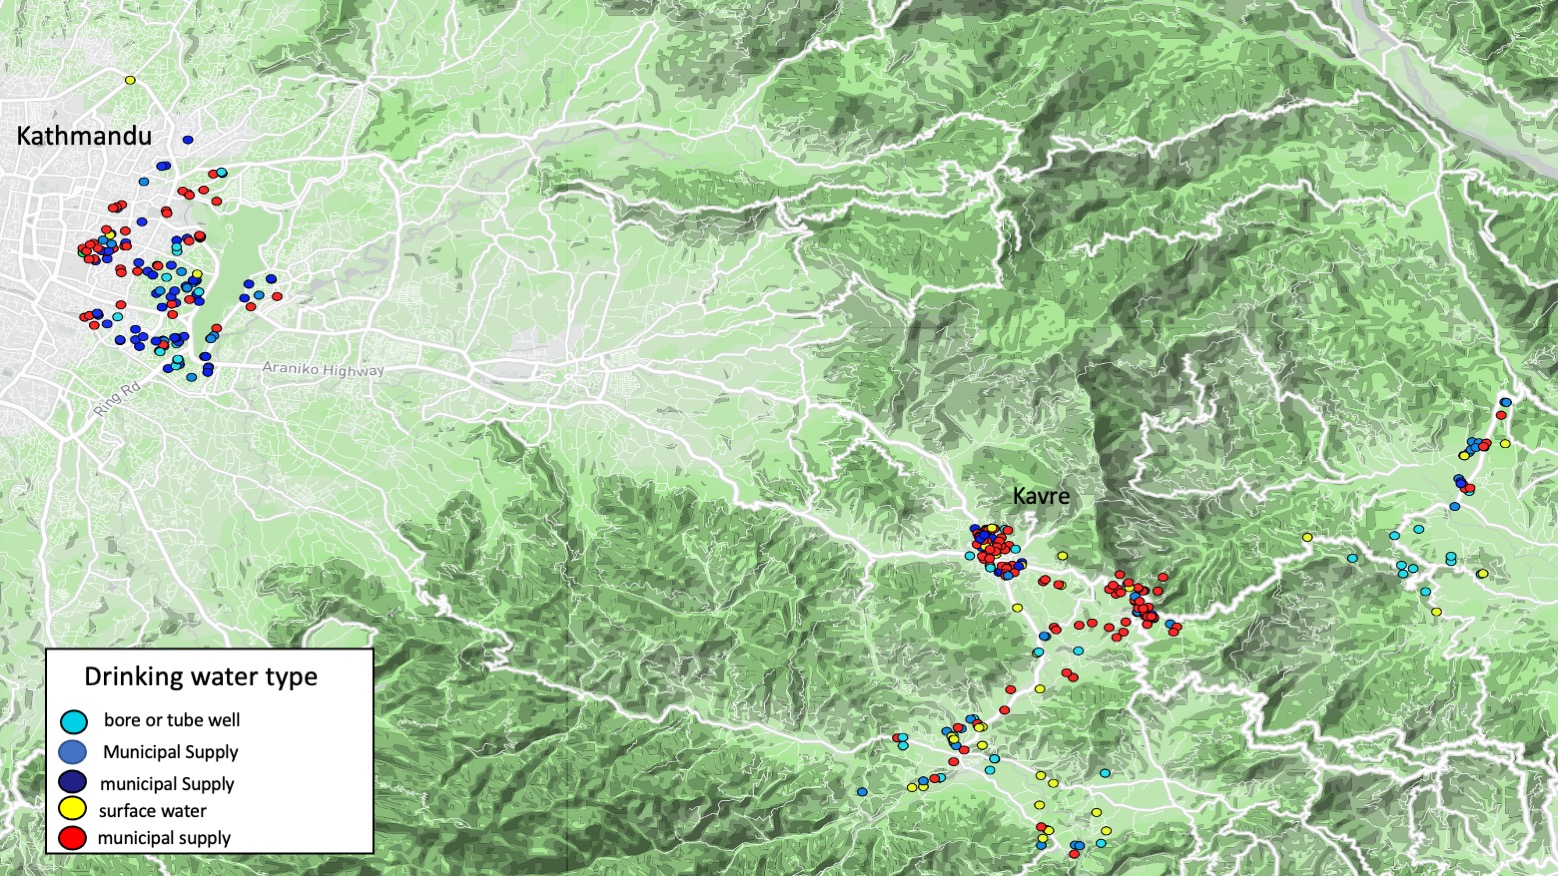 Kathmandu
Araniko Highway
Ring Rd
Kavre
Drinking water type
bore or tube well
Municipal Supply
municipal Supply
surface water
municipal supply